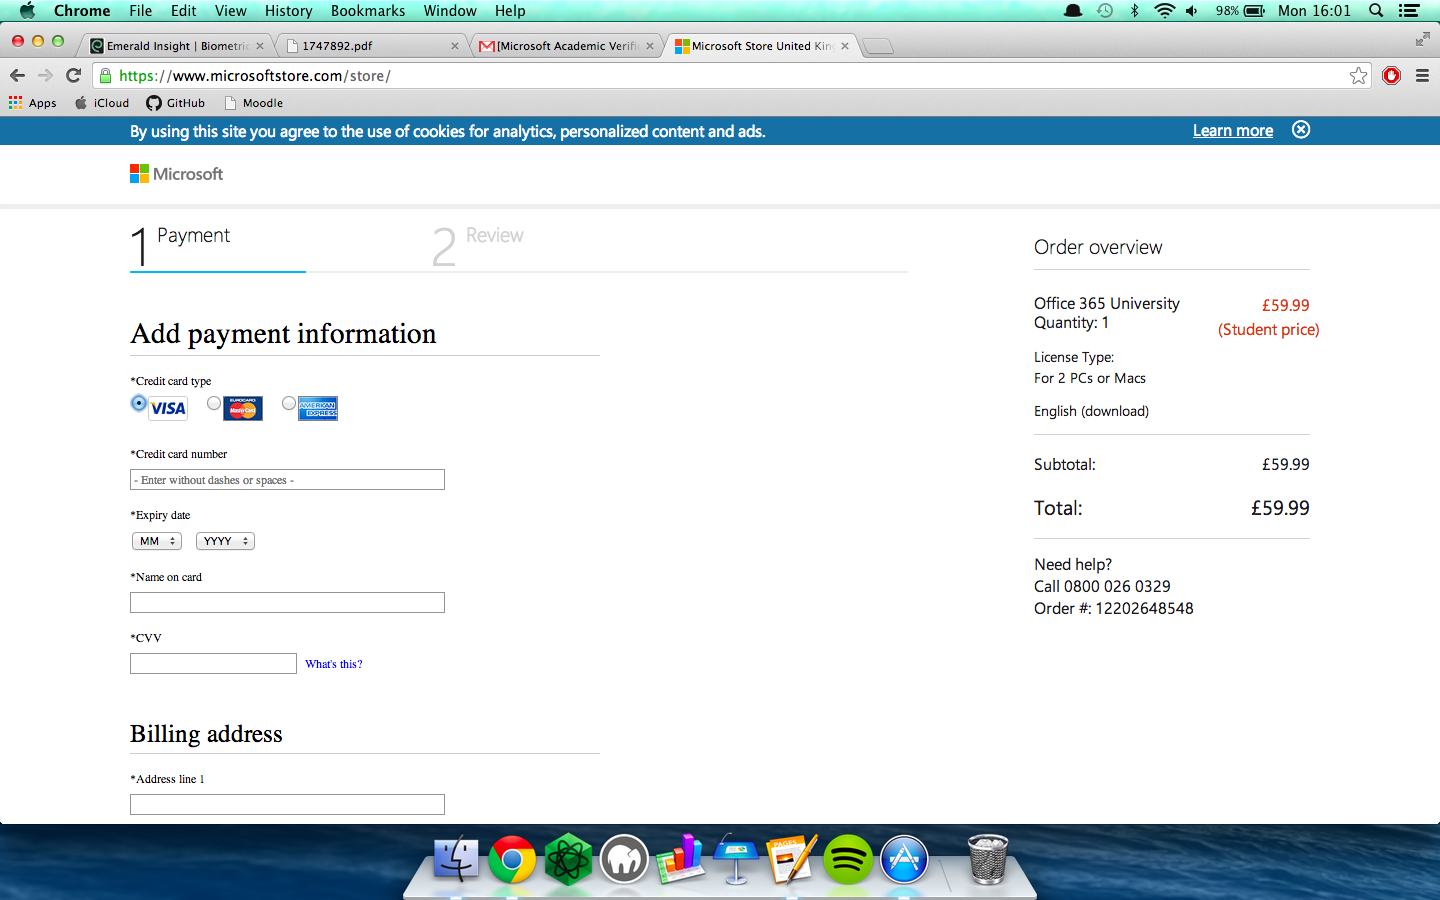 Chrome File Edit View History Bookmarks Window Help 98% Mon 16:01
Emerald Insight | Biometric
1747892.pdf
[Microsoft Academic Verifi
Microsoft Store United Kin
https://www.microsoftstore.com/store/
Apps iCloud GitHub Moodle
By using this site you agree to the use of cookies for analytics, personalized content and ads. Learn more
Microsoft
1 Payment
2 Review
Add payment information
*Credit card type
VISA EUROCARD MasterCard AMERICAN EXPRESS
*Credit card number
- Enter without dashes or spaces -
*Expiry date
MM YYYY
*Name on card
*CVV
What's this?
Billing address
*Address line 1
Order overview
Office 365 University £59.99
Quantity: 1 (Student price)
License Type:
For 2 PCs or Macs
English (download)
Subtotal: £59.99
Total: £59.99
Need help?
Call 0800 026 0329
Order #: 12202648548
PAGES